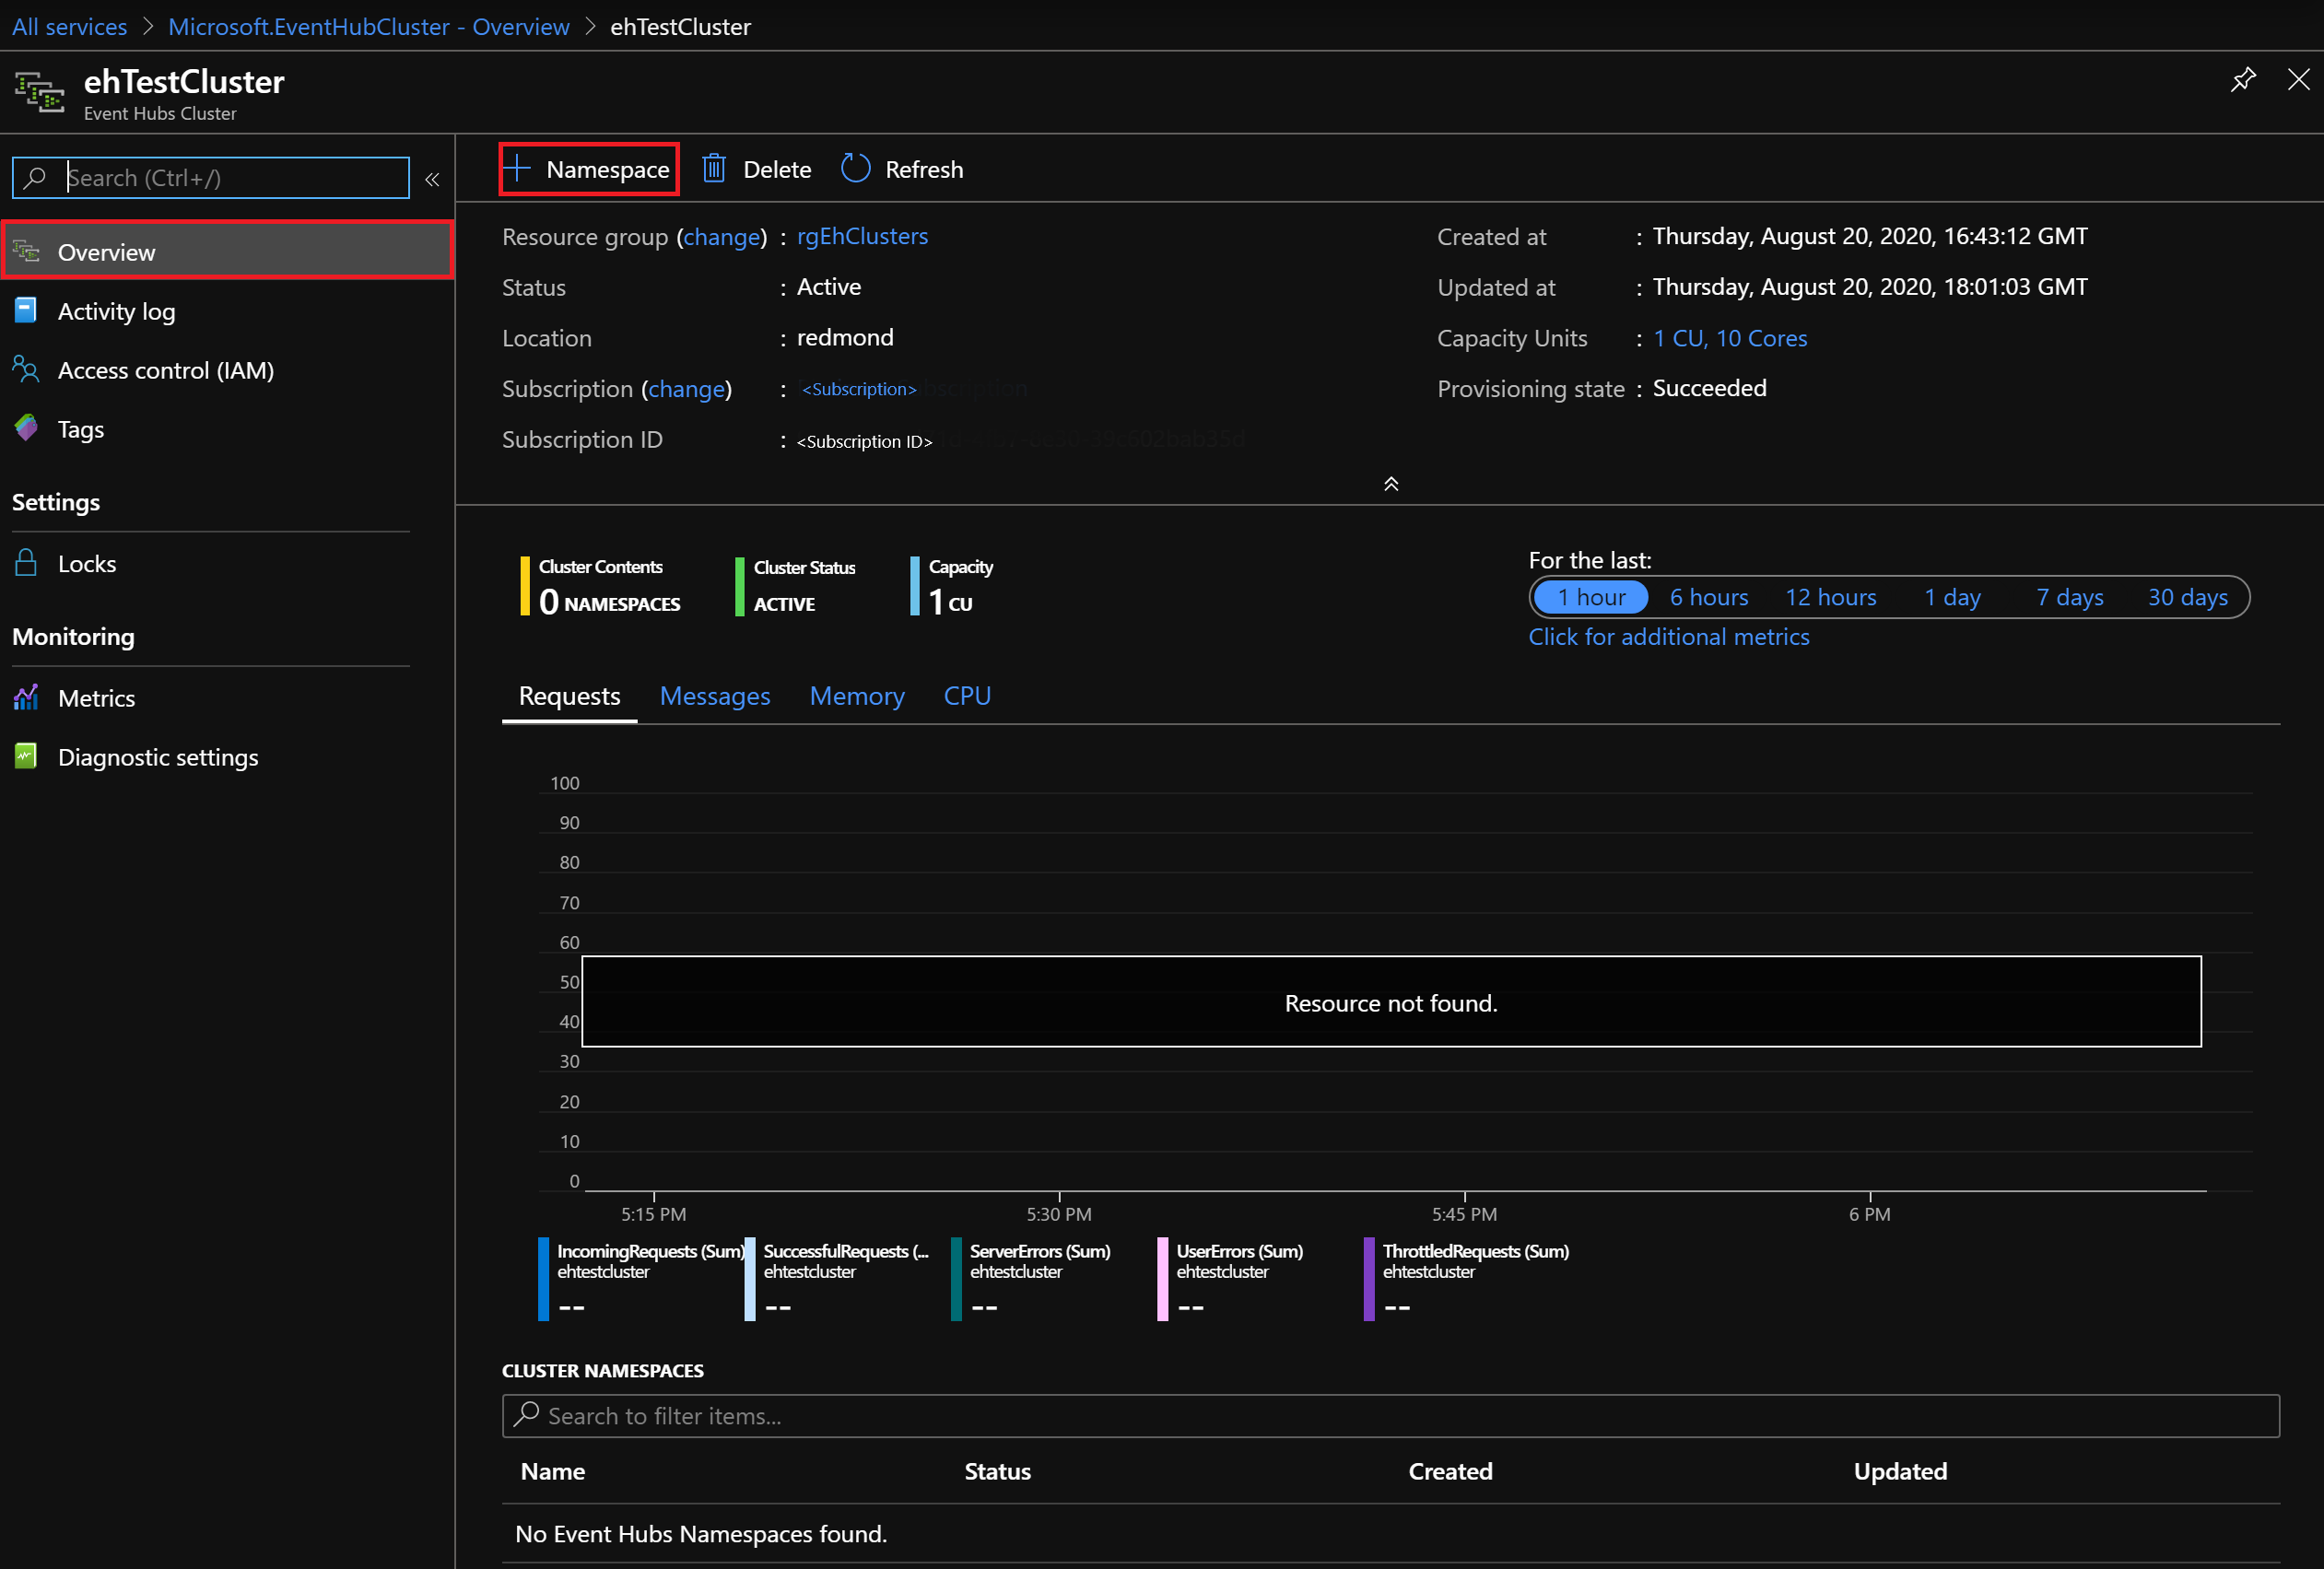 All services > Microsoft.EventHubCluster - Overview > ehTestCluster
ehTestCluster
Event Hubs Cluster
Search (Ctrl+/)
«
Overview
Activity log
Access control (IAM)
Tags
Settings
Locks
Monitoring
Metrics
Diagnostic settings
+ Namespace Delete Refresh
Resource group (change) : rgEhClusters
Status : Active
Location : redmond
Subscription (change) : <Subscription>
Subscription ID : <Subscription ID>
Created at : Thursday, August 20, 2020, 16:43:12 GMT
Updated at : Thursday, August 20, 2020, 18:01:03 GMT
Capacity Units : 1 CU, 10 Cores
Provisioning state : Succeeded
Cluster Contents
0 NAMESPACES
Cluster Status
ACTIVE
Capacity
1 CU
For the last:
1 hour 6 hours 12 hours 1 day 7 days 30 days
Click for additional metrics
Requests Messages Memory CPU
100
90
80
70
60
50
40
30
20
10
0
Resource not found.
5:15 PM 5:30 PM 5:45 PM 6 PM
IncomingRequests (Sum)
ehtestcluster
--
SuccessfulRequests (...
ehtestcluster
--
ServerErrors (Sum)
ehtestcluster
--
UserErrors (Sum)
ehtestcluster
--
ThrottledRequests (Sum)
ehtestcluster
--
CLUSTER NAMESPACES
Search to filter items...
Name Status Created Updated
No Event Hubs Namespaces found.